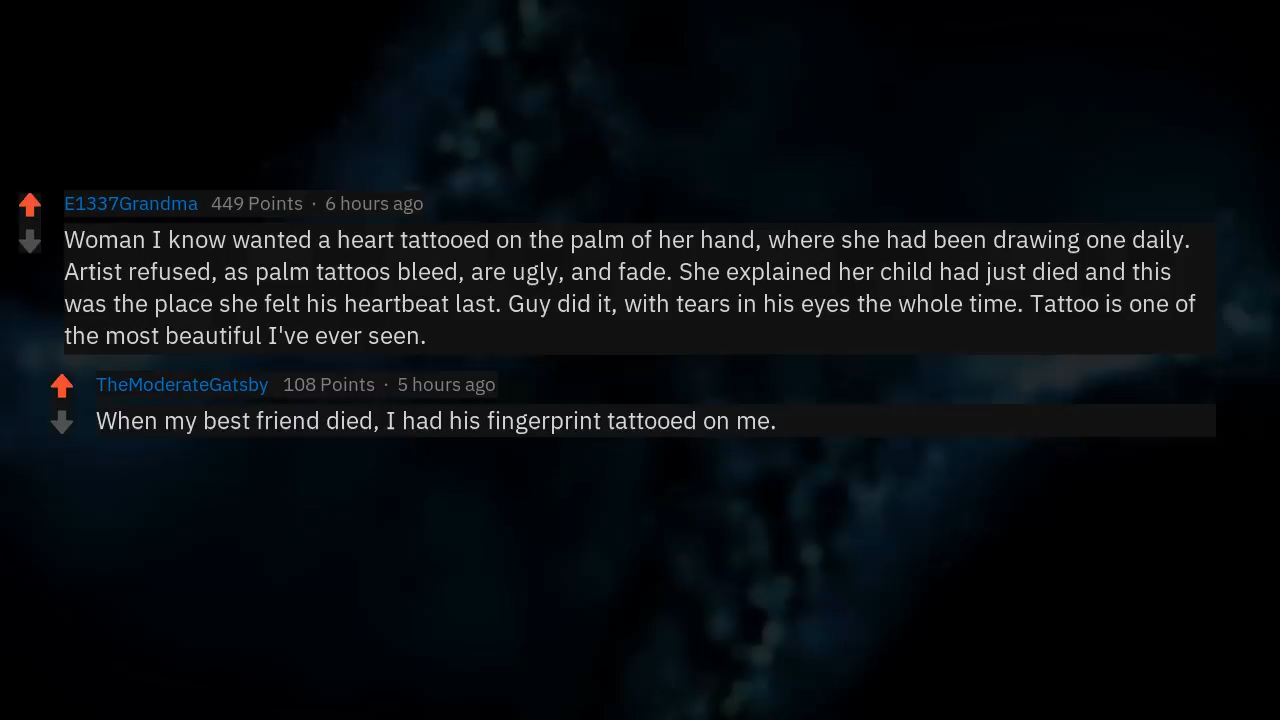 E1337Grandma 449 Points · 6 hours ago
Woman I know wanted a heart tattooed on the palm of her hand, where she had been drawing one daily.
Artist refused, as palm tattoos bleed, are ugly, and fade. She explained her child had just died and this
was the place she felt his heartbeat last. Guy did it, with tears in his eyes the whole time. Tattoo is one of
the most beautiful I've ever seen.
TheModerateGatsby 108 Points · 5 hours ago
When my best friend died, I had his fingerprint tattooed on me.